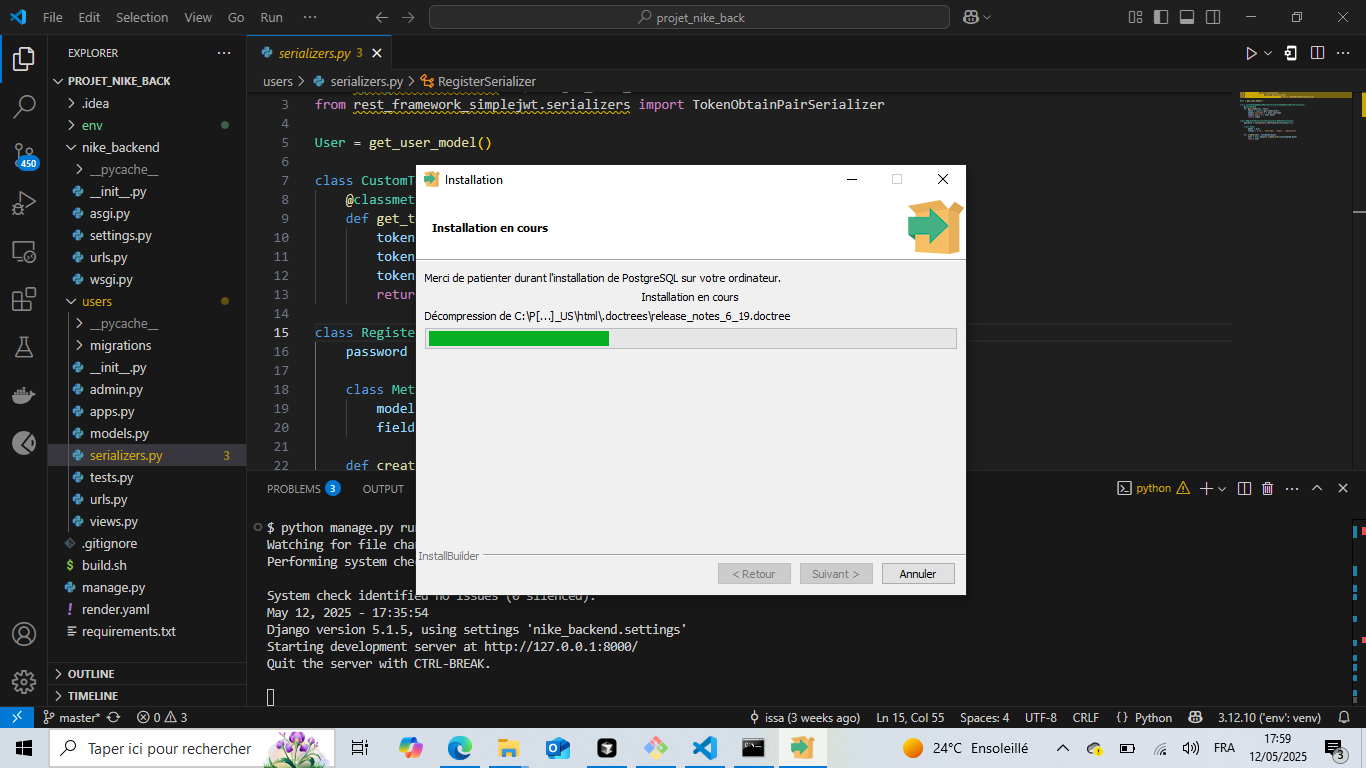 File Edit Selection View Go Run ···
projet_nike_back
EXPLORER
PROJET_NIKE_BACK
.idea
env
nike_backend
__pycache__
__init__.py
asgi.py
settings.py
urls.py
wsgi.py
users
__pycache__
migrations
__init__.py
admin.py
apps.py
models.py
serializers.py 3
tests.py
urls.py
views.py
.gitignore
$ build.sh
manage.py
! render.yaml
requirements.txt
OUTLINE
TIMELINE
450
serializers.py 3
users > serializers.py > RegisterSerializer
3 from rest_framework_simplejwt.serializers import TokenObtainPairSerializer
4
5 User = get_user_model()
6
7 class CustomT
8 @classmet
9 def get_t
10 token
11 token
12 token
13 retur
14
15 class Registe
16 password
17
18 class Met
19 model
20 field
21
22 def creat
Installation
Installation en cours
Merci de patienter durant l'installation de PostgreSQL sur votre ordinateur.
Installation en cours
Décompression de C:\P[...]_US\html\.doctrees\release_notes_6_19.doctree
InstallBuilder
< Retour Suivant > Annuler
PROBLEMS 3 OUTPUT
python
$ python manage.py ru
Watching for file cha
Performing system che
System check identified no issues (0 silenced).
May 12, 2025 - 17:35:54
Django version 5.1.5, using settings 'nike_backend.settings'
Starting development server at http://127.0.0.1:8000/
Quit the server with CTRL-BREAK.
master* 0 3 issa (3 weeks ago) Ln 15, Col 55 Spaces: 4 UTF-8 CRLF {} Python 3.12.10 ('env': venv)
Taper ici pour rechercher
24°C Ensoleillé
FRA
17:59
12/05/2025
3